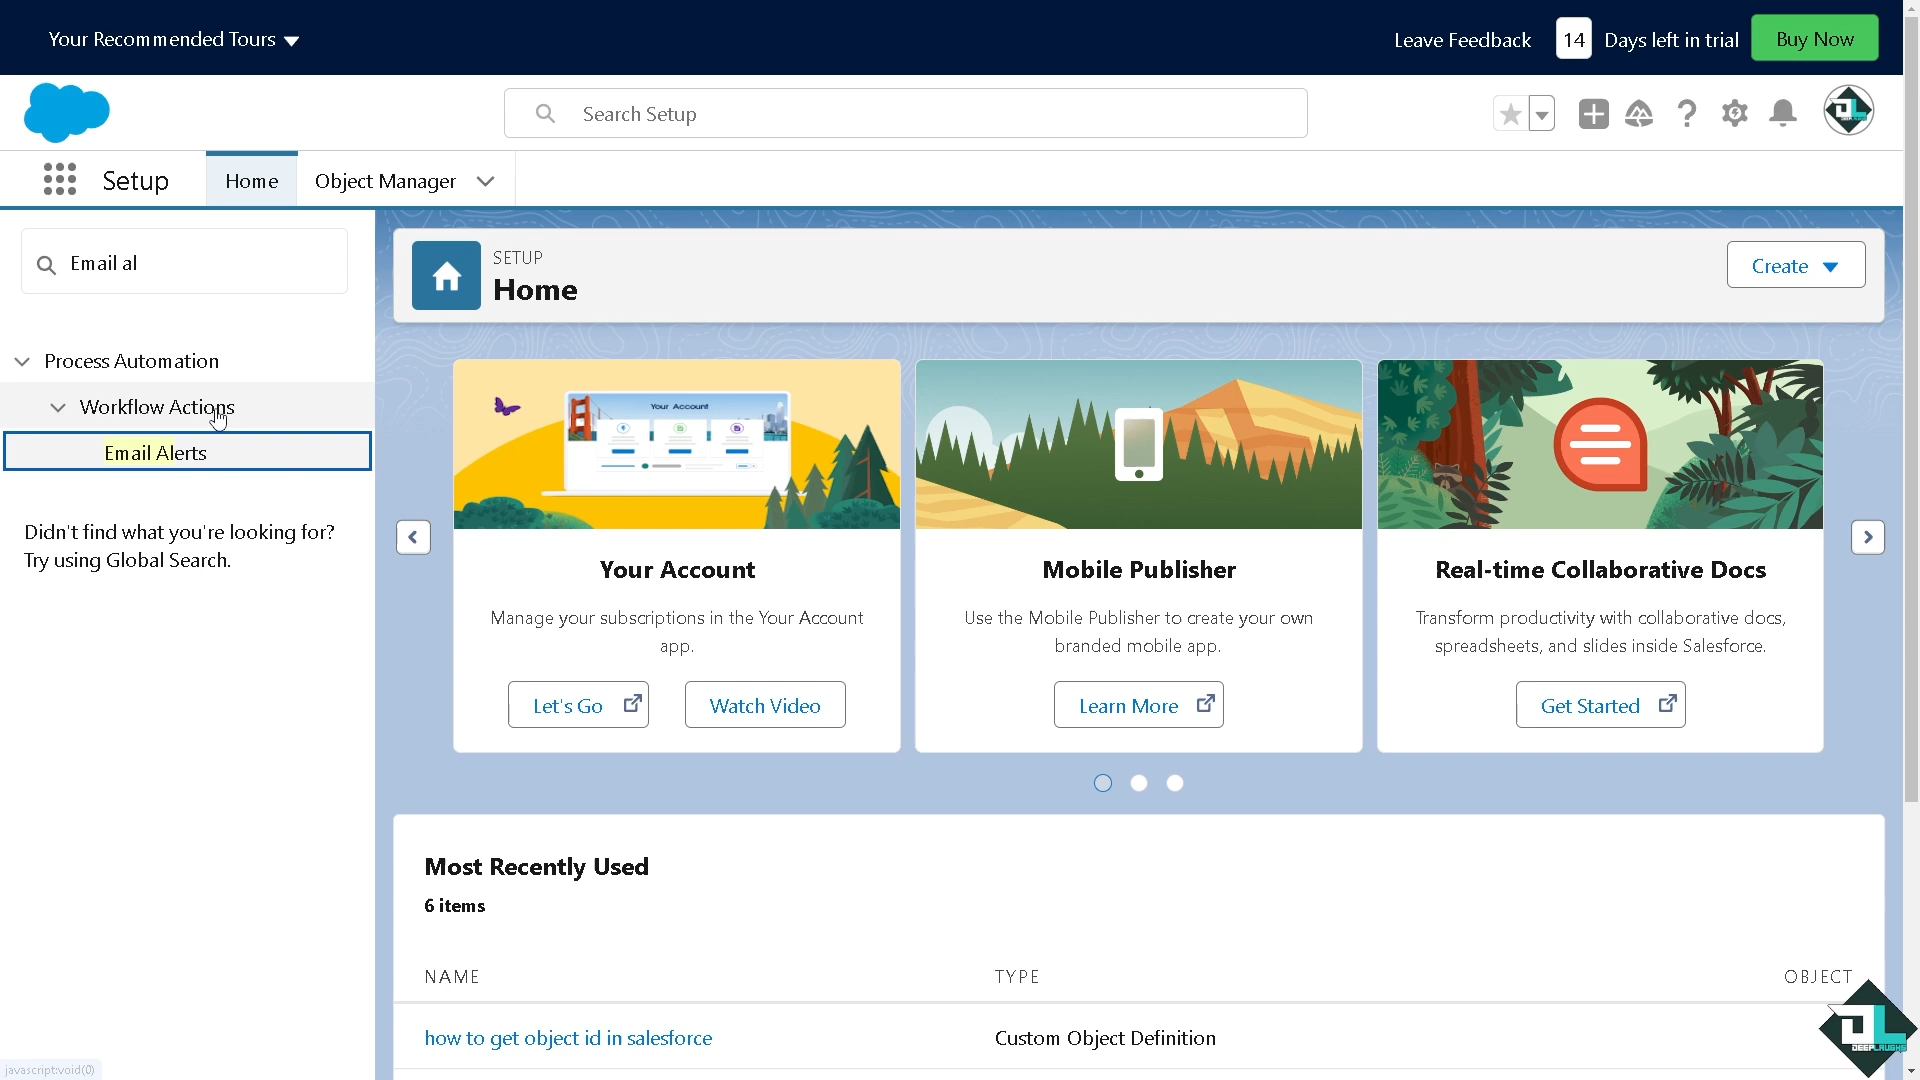 Your Recommended Tours
Leave Feedback
14
Days left in trial
Buy Now
Search Setup
Setup
Home
Object Manager
Email al
Process Automation
Workflow Actions
Email Alerts
Didn't find what you're looking for?
Try using Global Search.
SETUP
Home
Create
Your Account
Your Account
Manage your subscriptions in the Your Account
app.
Let's Go
Watch Video
Mobile Publisher
Use the Mobile Publisher to create your own
branded mobile app.
Learn More
Real-time Collaborative Docs
Transform productivity with collaborative docs,
spreadsheets, and slides inside Salesforce.
Get Started
Most Recently Used
6 items
NAME
TYPE
OBJECT
how to get object id in salesforce
Custom Object Definition
javascript:void(0)
DEEPLAUGHS